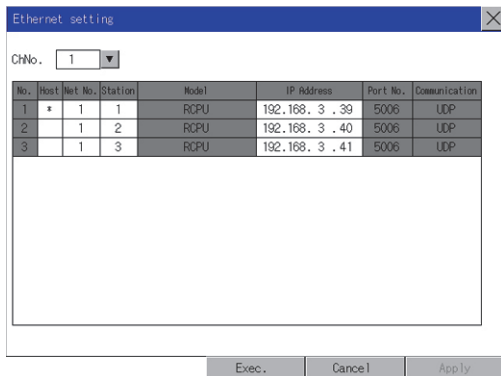 Ethernet setting
ChNo. 1
No. Host Net No. Station Model IP Address Port No. Communication
1 * 1 1 RCPU 192.168. 3 .39 5006 UDP
2 1 2 RCPU 192.168. 3 .40 5006 UDP
3 1 3 RCPU 192.168. 3 .41 5006 UDP
Exec. Cancel Apply